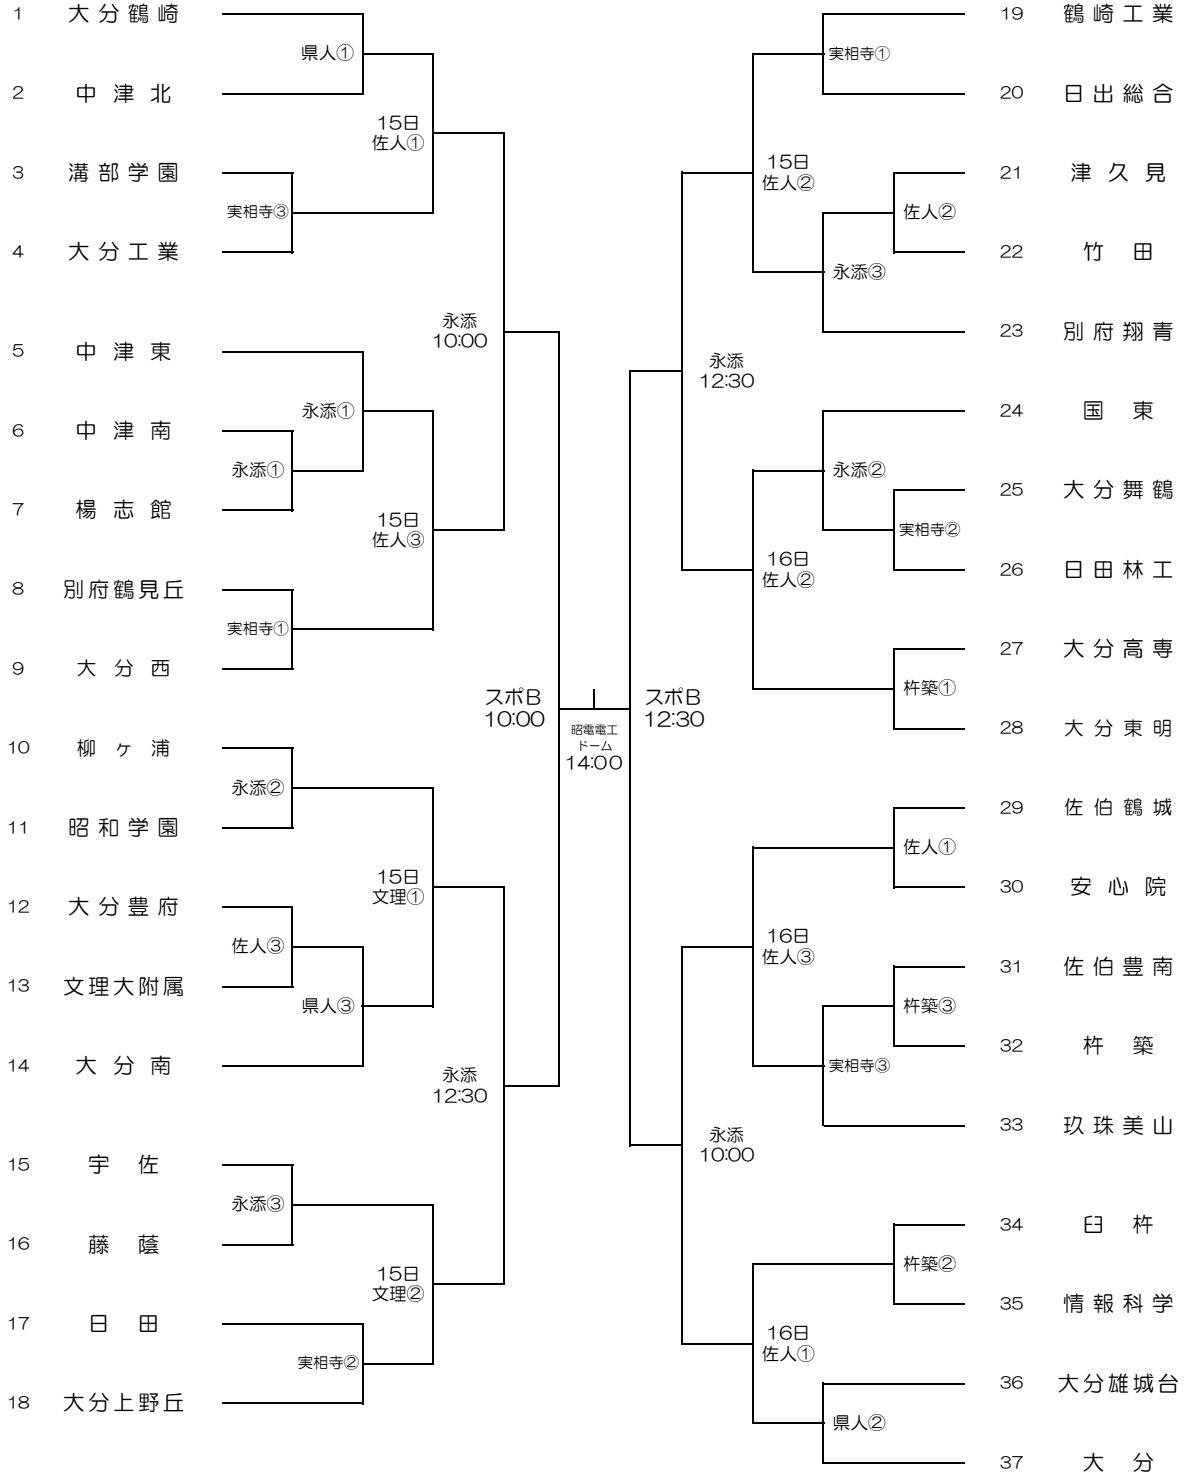 1 大分鶴崎
県人①
2 中津北
15日
佐人①
3 溝部学園
実相寺③
4 大分工業
永添
10:00
5 中津東
永添①
6 中津南
永添①
7 楊志館
15日
佐人③
8 別府鶴見丘
実相寺①
9 大分西
スポB
10:00
10 柳ヶ浦
永添②
11 昭和学園
15日
文理①
12 大分豊府
佐人③
13 文理大附属
県人③
14 大分南
永添
12:30
15 宇佐
永添③
16 藤蔭
15日
文理②
17 日田
実相寺②
18 大分上野丘
昭電電工
ドーム
14:00
19 鶴崎工業
実相寺①
20 日出総合
15日
佐人②
21 津久見
佐人②
22 竹田
永添③
23 別府翔青
永添
12:30
24 国東
永添②
25 大分舞鶴
実相寺②
26 日田林工
16日
佐人②
27 大分高専
杵築①
28 大分東明
スポB
12:30
29 佐伯鶴城
佐人①
30 安心院
16日
佐人③
31 佐伯豊南
杵築③
32 杵築
実相寺③
33 玖珠美山
永添
10:00
34 臼杵
杵築②
35 情報科学
16日
佐人①
36 大分雄城台
県人②
37 大分